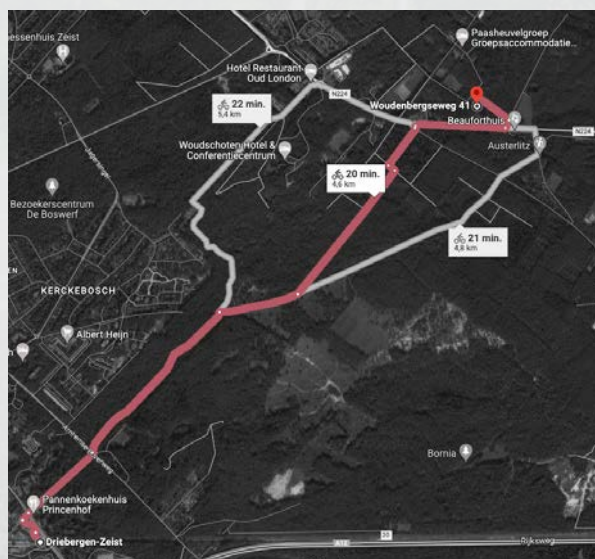 essenhuis Zeist
Paasheuvelgroep
Groepsaccommodatie...
Hotel Restaurant
Oud London
N224
22 min.
5,4 km
Woudenbergseweg 41
Beauforthuis
N224
Austerlitz
Woudschoten Hotel &
Conferentiecentrum
20 min.
4,6 km
Bezoekerscentrum
De Boswerf
21 min.
4,8 km
EN
KERCKEBOSCH
Albert Heijn
h
Bornia
Pannenkoekenhuis
Princenhof
Driebergen-Zeist
A12
20
Rijksweg